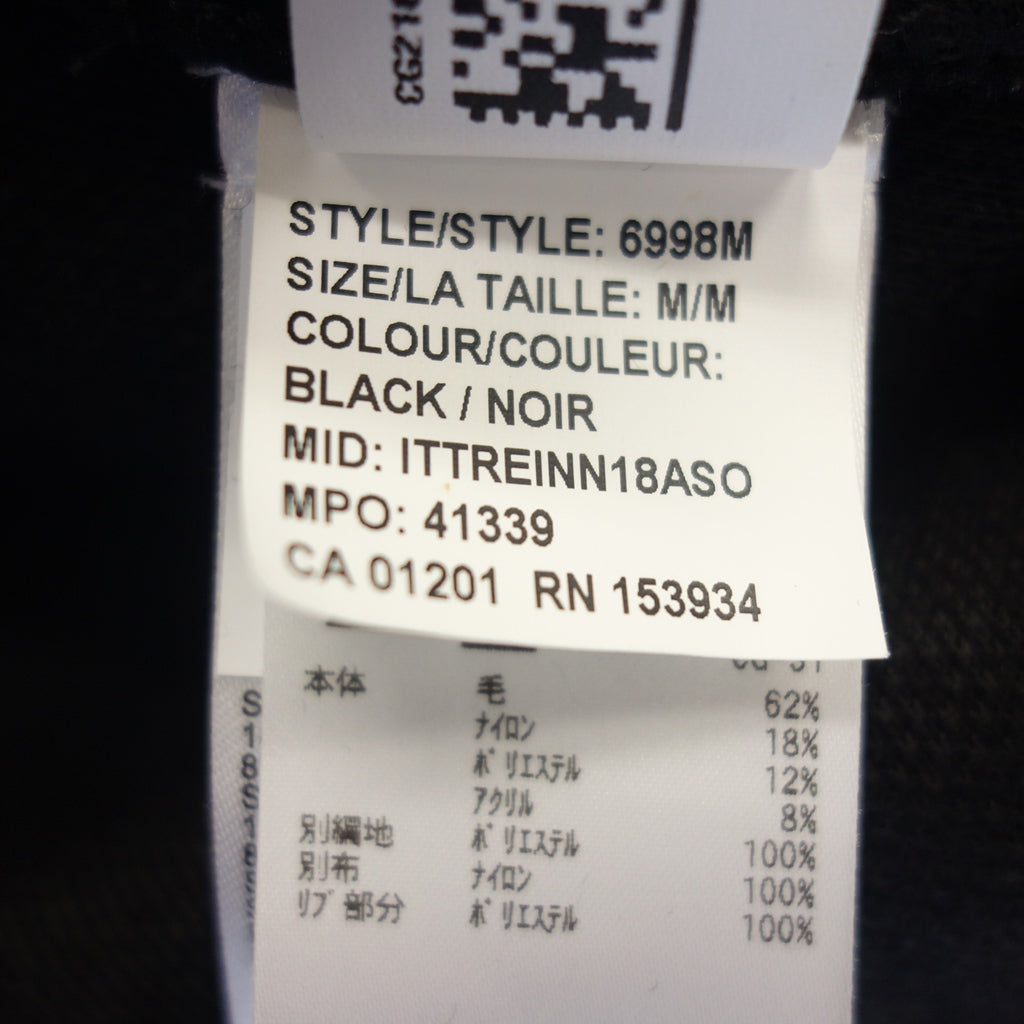 STYLE/STYLE: 6998M
SIZE/LA TAILLE: M/M
COLOUR/COULEUR:
BLACK / NOIR
MID: ITTREINN18ASO
MPO: 41339
CA 01201 RN 153934
本体 毛 62%
ナイロン 18%
ポリエステル 12%
アクリル 8%
別編地 ポリエステル 100%
別布 ナイロン 100%
リブ部分 ポリエステル 100%